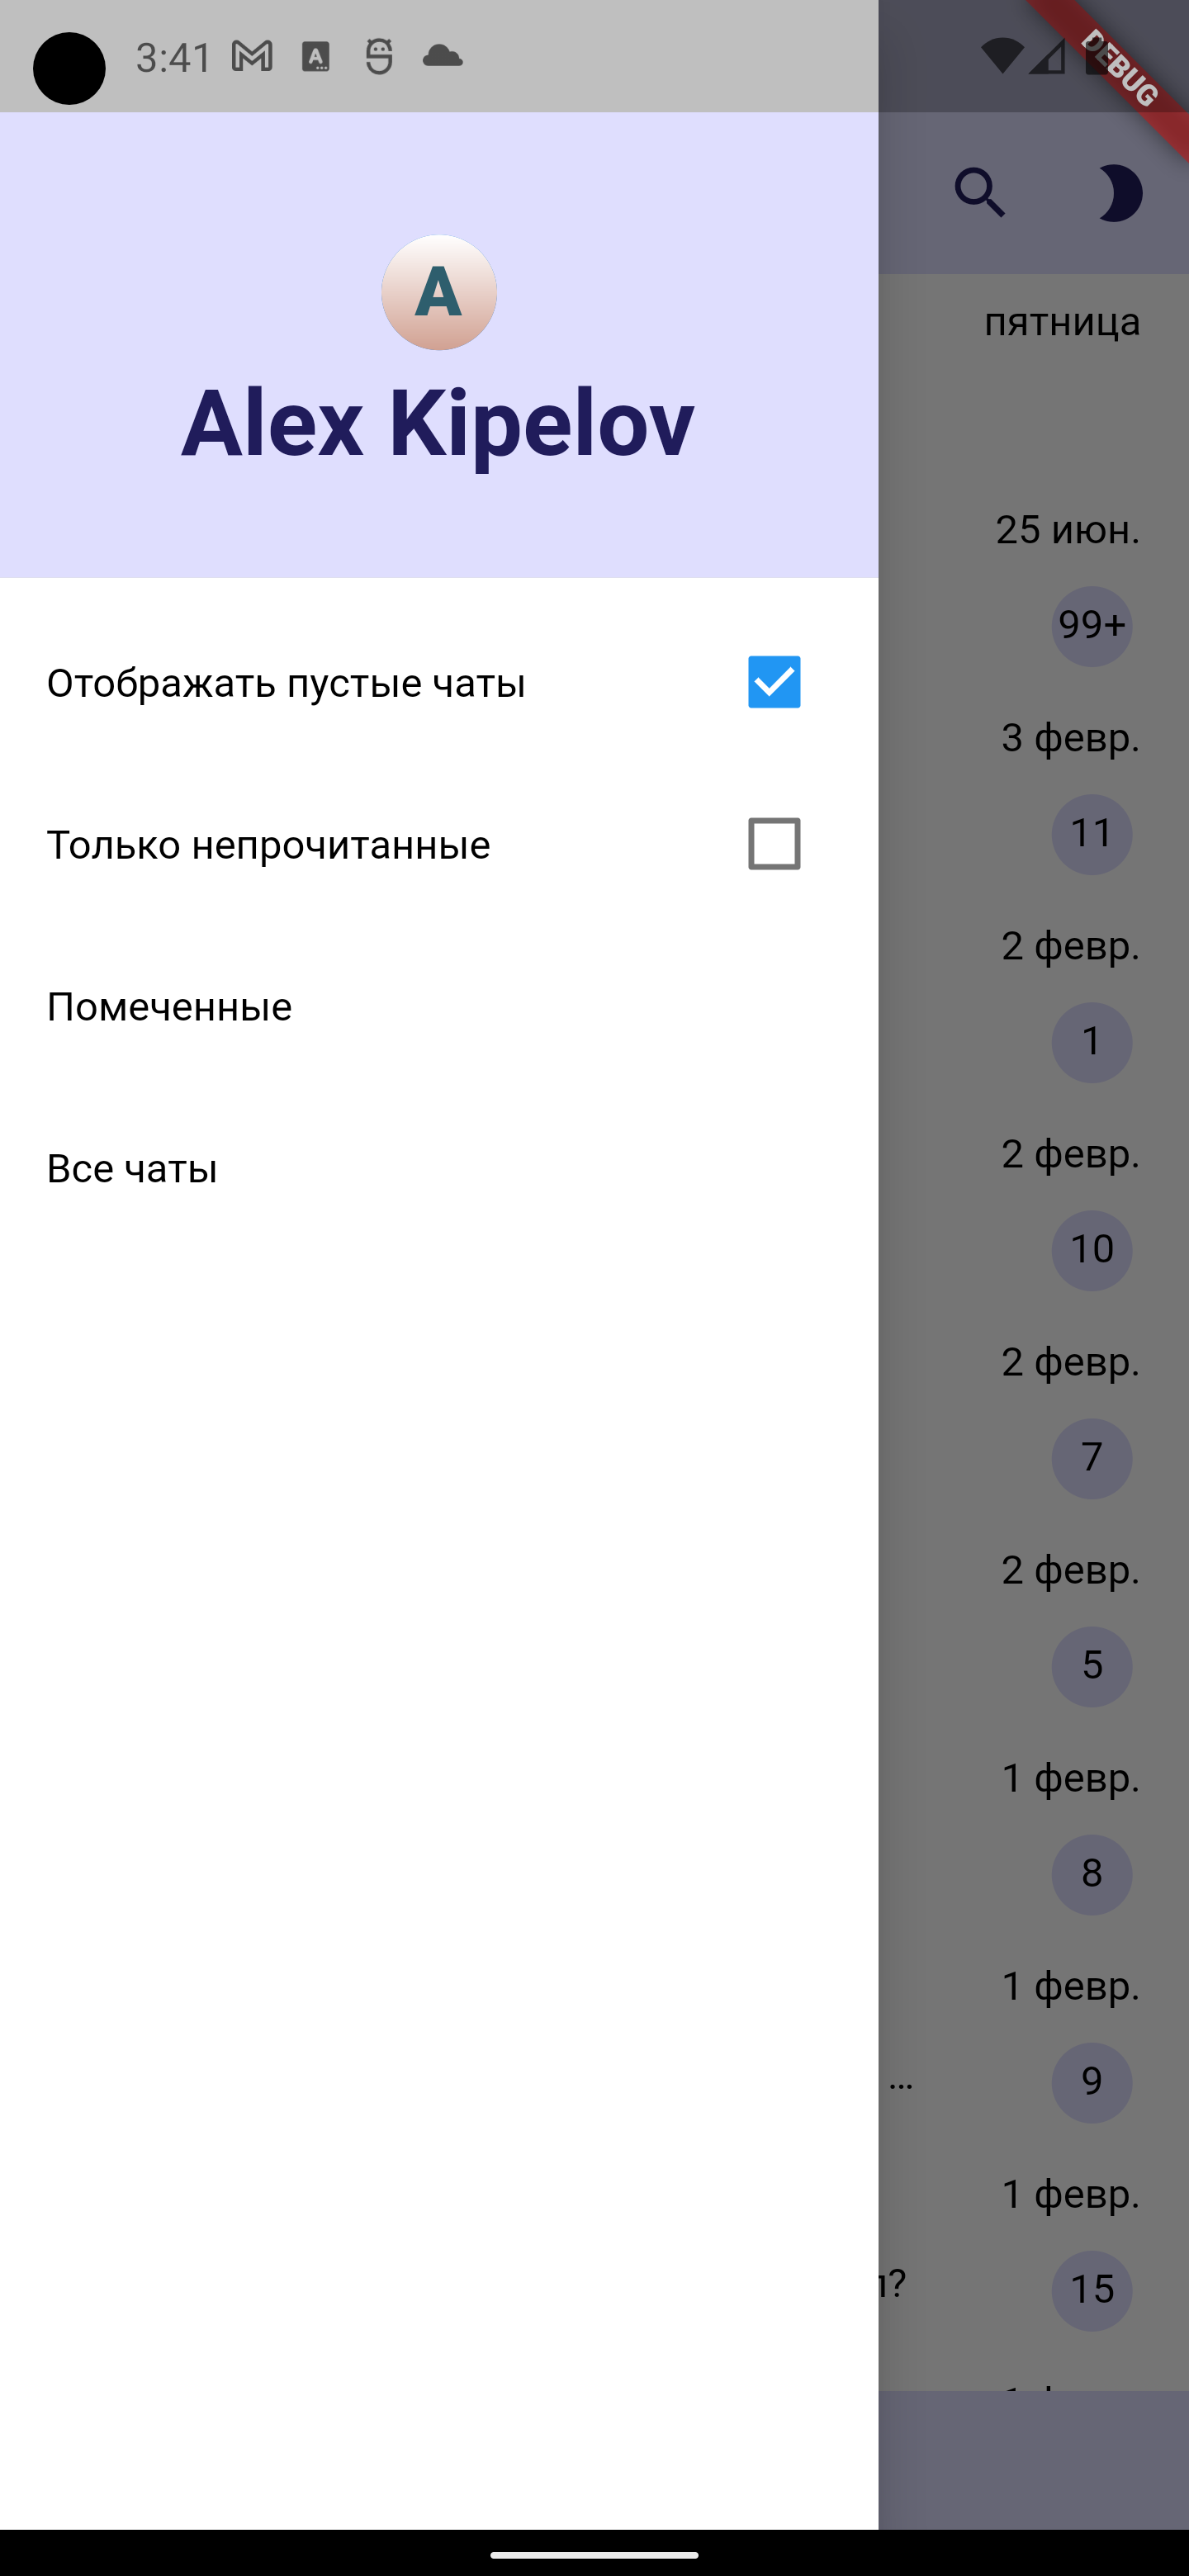 3:41
DEBUG
A
Alex Kipelov
пятница
25 июн.
99+
Отображать пустые чаты
3 февр.
11
Только непрочитанные
2 февр.
1
Помеченные
2 февр.
10
Все чаты
2 февр.
7
2 февр.
5
1 февр.
8
1 февр.
9
...
1 февр.
?
15